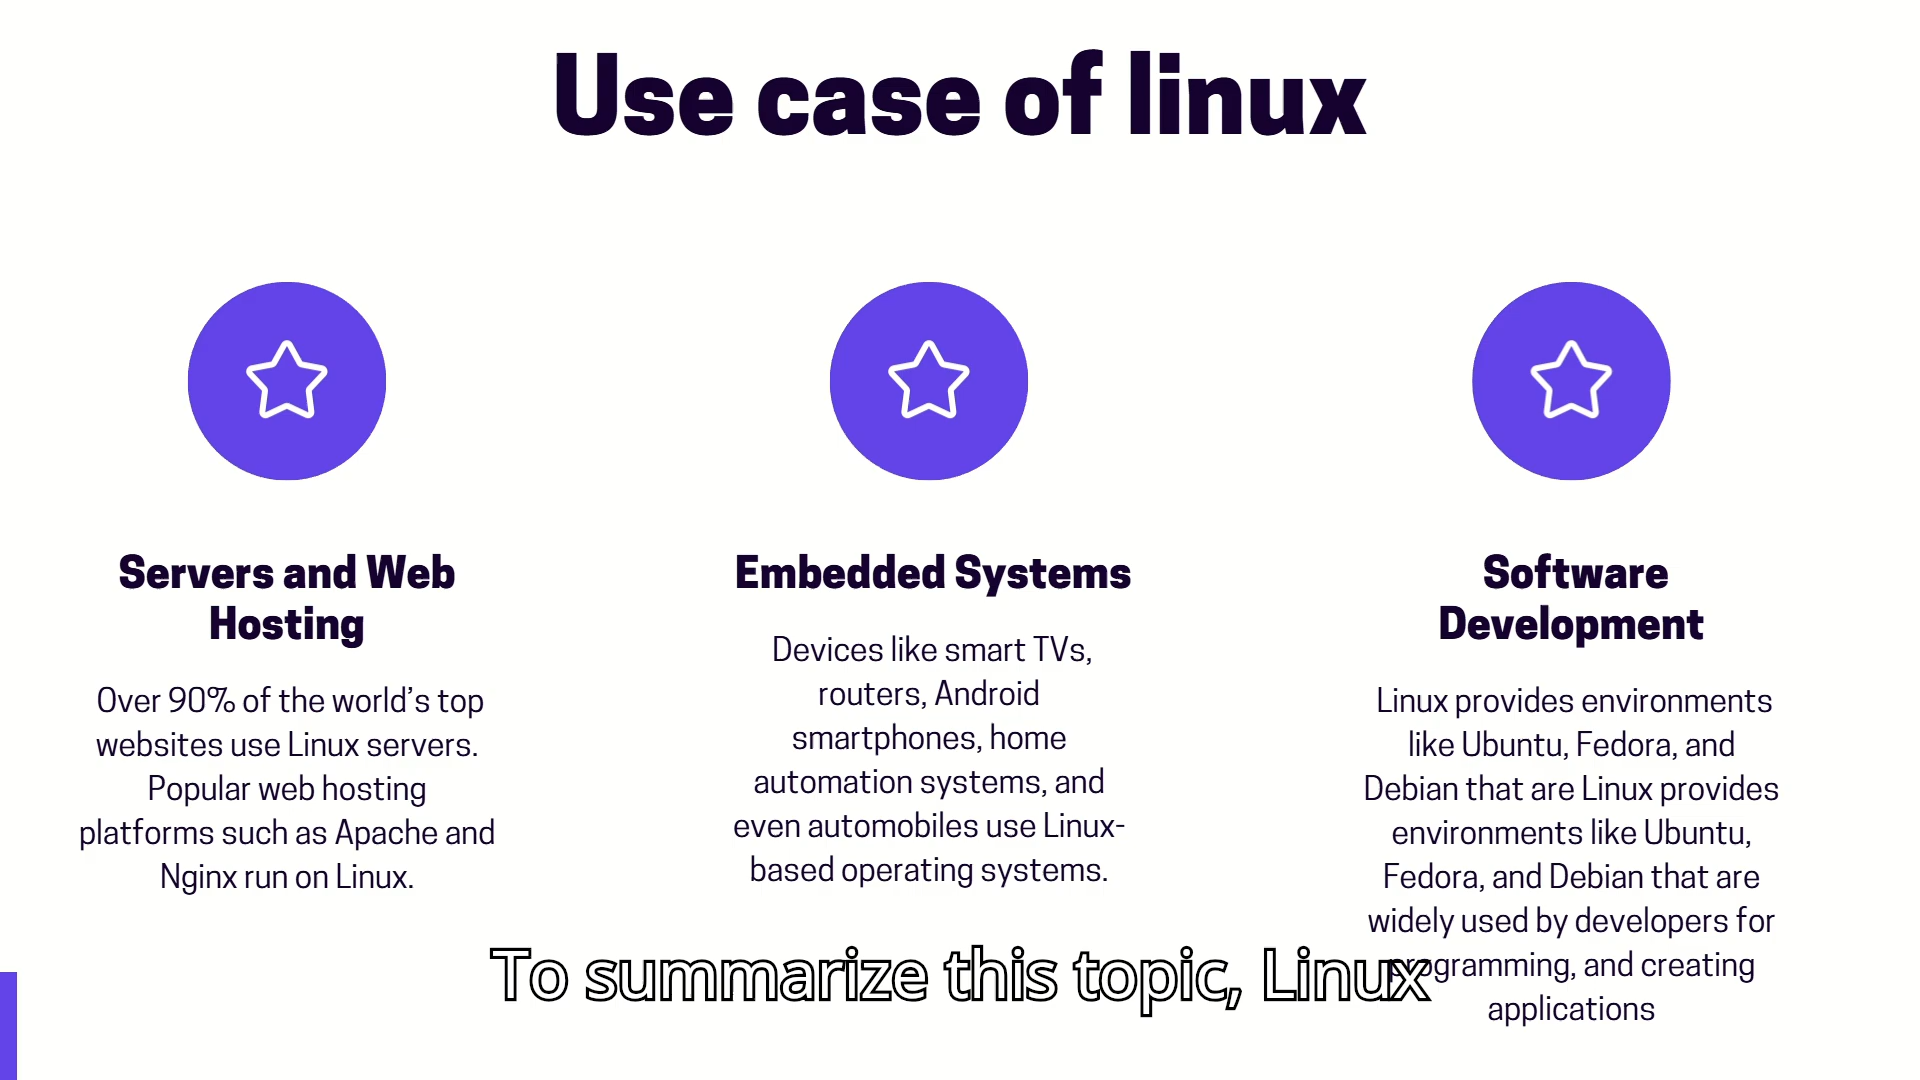 Use case of linux
Servers and Web
Hosting
Over 90% of the world's top
websites use Linux servers.
Popular web hosting
platforms such as Apache and
Nginx run on Linux.
Embedded Systems
Devices like smart TVs,
routers, Android
smartphones, home
automation systems, and
even automobiles use Linux-
based operating systems.
Software
Development
Linux provides environments
like Ubuntu, Fedora, and
Debian that are Linux provides
environments like Ubuntu,
Fedora, and Debian that are
widely used by developers for
programming, and creating
applications
To summarize this topic, Linux